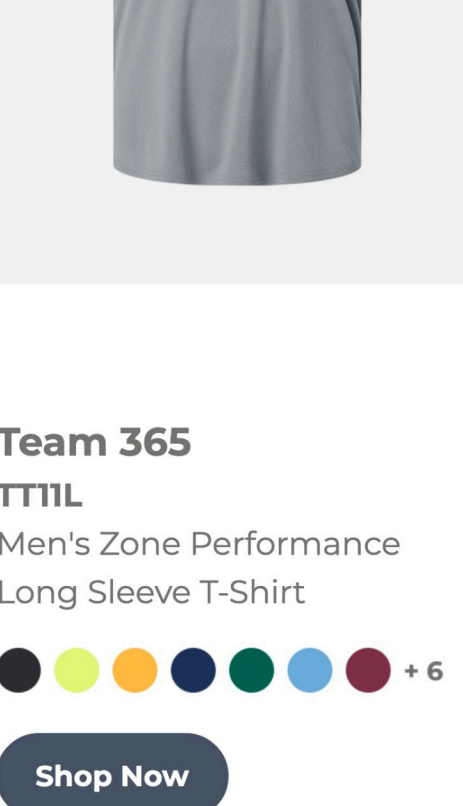 Team 365
TT11L
Men's Zone Performance
Long Sleeve T-Shirt
+ 6
Shop Now